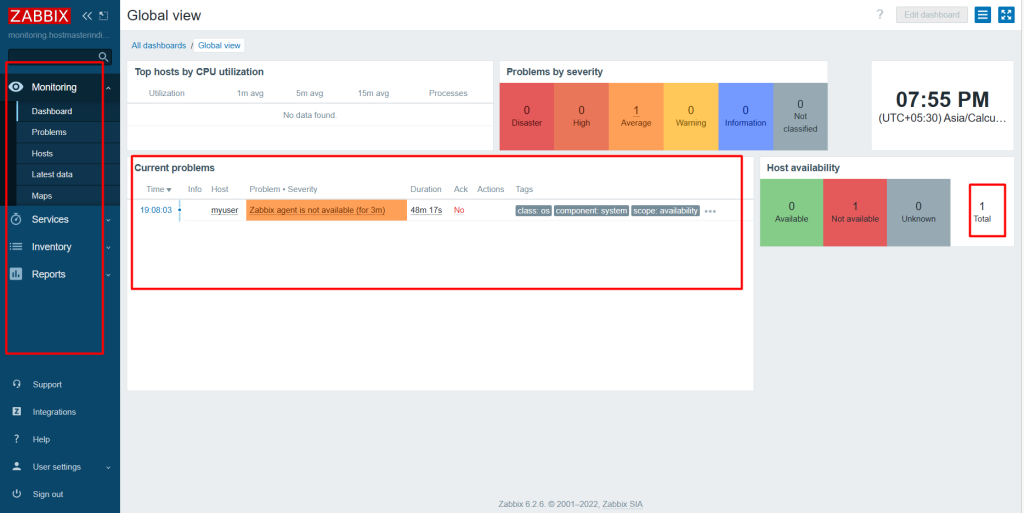 ZABBIX
monitoring.hostmasterindi...
Monitoring
Dashboard
Problems
Hosts
Latest data
Maps
Services
Inventory
Reports
Support
Integrations
Help
User settings
Sign out
Global view
? Edit dashboard
All dashboards / Global view
Top hosts by CPU utilization
Utilization 1m avg 5m avg 15m avg Processes
No data found.
Problems by severity
0 Disaster
0 High
1 Average
0 Warning
0 Information
0 Not classified
07:55 PM
(UTC+05:30) Asia/Calcu...
Current problems
Time ▼ Info Host Problem • Severity Duration Ack Actions Tags
19:08:03 myuser Zabbix agent is not available (for 3m) 48m 17s No class: os component: system scope: availability •••
Host availability
0 Available
1 Not available
0 Unknown
1 Total
Zabbix 6.2.6. © 2001–2022, Zabbix SIA